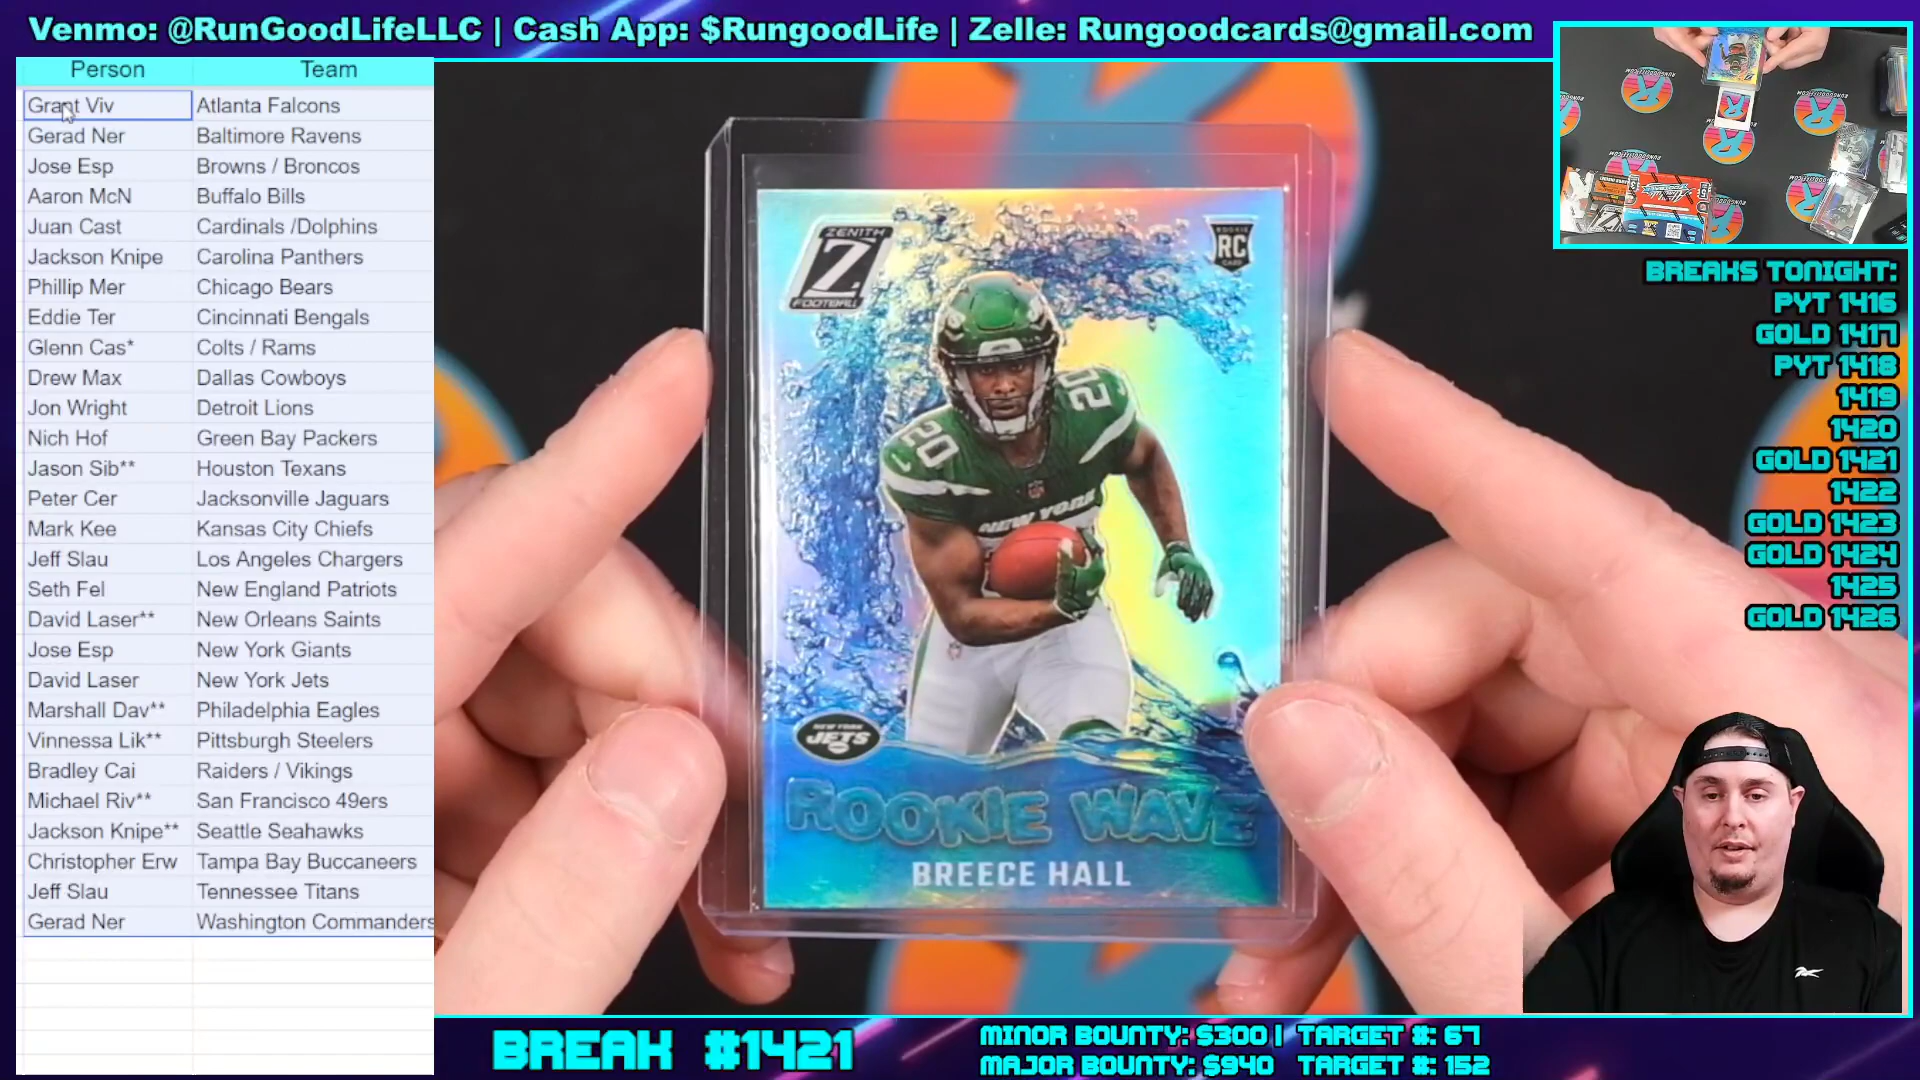 Venmo: @RunGoodLifeLLC | Cash App: $RungoodLife | Zelle: Rungoodcards@gmail.com
Person Team
Grant Viv Atlanta Falcons
Gerad Ner Baltimore Ravens
Jose Esp Browns / Broncos
Aaron McN Buffalo Bills
Juan Cast Cardinals /Dolphins
Jackson Knipe Carolina Panthers
Phillip Mer Chicago Bears
Eddie Ter Cincinnati Bengals
Glenn Cas* Colts / Rams
Drew Max Dallas Cowboys
Jon Wright Detroit Lions
Nich Hof Green Bay Packers
Jason Sib** Houston Texans
Peter Cer Jacksonville Jaguars
Mark Kee Kansas City Chiefs
Jeff Slau Los Angeles Chargers
Seth Fel New England Patriots
David Laser** New Orleans Saints
Jose Esp New York Giants
David Laser New York Jets
Marshall Dav** Philadelphia Eagles
Vinnessa Lik** Pittsburgh Steelers
Bradley Cai Raiders / Vikings
Michael Riv** San Francisco 49ers
Jackson Knipe** Seattle Seahawks
Christopher Erw Tampa Bay Buccaneers
Jeff Slau Tennessee Titans
Gerad Ner Washington Commanders
ZENITH
Z
FOOTBALL
ROOKIE
RC
CARD
20
20
NEW YORK
NEW YORK
JETS
ROOKIE WAVE
BREECE HALL
BREAKS TONIGHT:
PYT 1416
GOLD 1417
PYT 1418
1419
1420
GOLD 1421
1422
GOLD 1423
GOLD 1424
1425
GOLD 1426
BREAK #1421
MINOR BOUNTY: $300 | TARGET #: 67
MAJOR BOUNTY: $940 TARGET #: 152